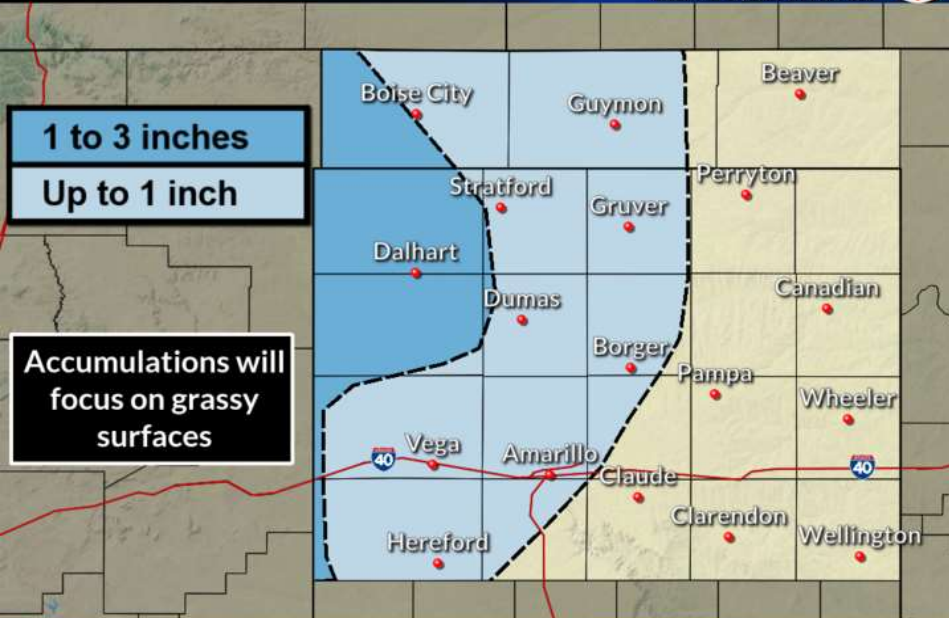 Boise City
Guymon
Beaver
1 to 3 inches
Up to 1 inch
Stratford
Gruver
Perryton
Dalhart
Dumas
Canadian
Accumulations will
focus on grassy
surfaces
Borger
Pampa
Wheeler
40
Vega
Amarillo
40
Claude
Clarendon
Hereford
Wellington